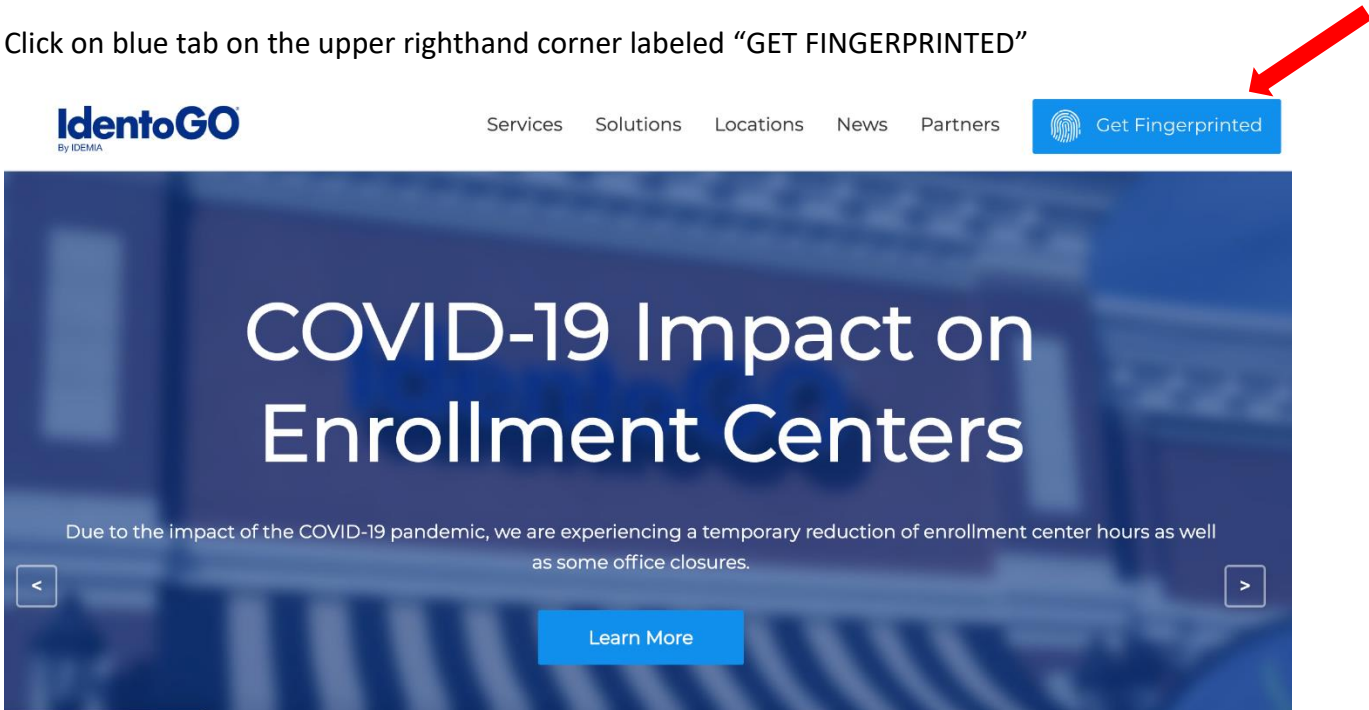 Click on blue tab on the upper righthand corner labeled “GET FINGERPRINTED”
IdentoGO
By IDEMIA
Services Solutions Locations News Partners Get Fingerprinted
COVID-19 Impact on
Enrollment Centers
Due to the impact of the COVID-19 pandemic, we are experiencing a temporary reduction of enrollment center hours as well
as some office closures.
< >
Learn More